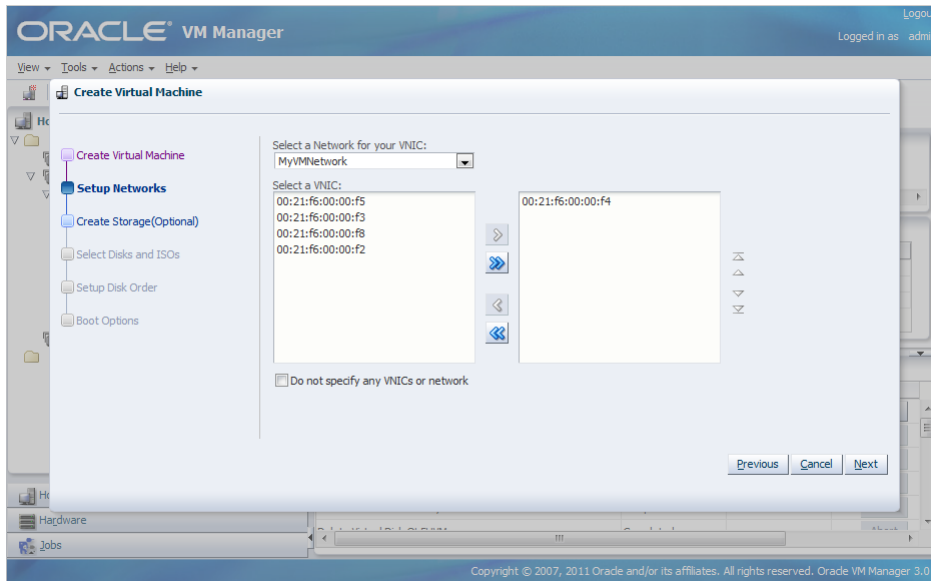 Logou
ORACLE VM Manager
Logged in as admi
View Tools Actions Help
Create Virtual Machine
Ho
Create Virtual Machine
Setup Networks
Create Storage(Optional)
Select Disks and ISOs
Setup Disk Order
Boot Options
Select a Network for your VNIC:
MyVMNetwork
Select a VNIC:
00:21:f6:00:00:f5
00:21:f6:00:00:f3
00:21:f6:00:00:f8
00:21:f6:00:00:f2
00:21:f6:00:00:f4
Do not specify any VNICs or network
Previous Cancel Next
Ho
Hardware
Jobs
Copyright © 2007, 2011 Oracle and/or its affiliates. All rights reserved. Oracle VM Manager 3.0